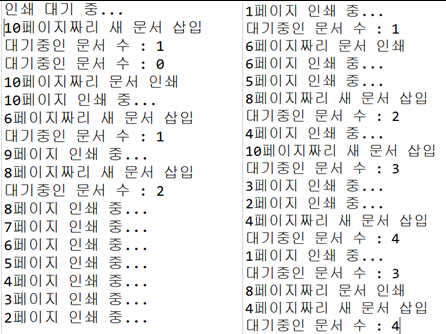 인쇄 대기 중...
10페이지짜리 새 문서 삽입
대기중인 문서 수 : 1
대기중인 문서 수 : 0
10페이지짜리 문서 인쇄
10페이지 인쇄 중...
6페이지짜리 새 문서 삽입
대기중인 문서 수 : 1
9페이지 인쇄 중...
8페이지짜리 새 문서 삽입
대기중인 문서 수 : 2
8페이지 인쇄 중...
7페이지 인쇄 중...
6페이지 인쇄 중...
5페이지 인쇄 중...
4페이지 인쇄 중...
3페이지 인쇄 중...
2페이지 인쇄 중...
1페이지 인쇄 중...
대기중인 문서 수 : 1
6페이지짜리 문서 인쇄
6페이지 인쇄 중...
5페이지 인쇄 중...
8페이지짜리 새 문서 삽입
대기중인 문서 수 : 2
4페이지 인쇄 중...
10페이지짜리 새 문서 삽입
대기중인 문서 수 : 3
3페이지 인쇄 중...
2페이지 인쇄 중...
4페이지짜리 새 문서 삽입
대기중인 문서 수 : 4
1페이지 인쇄 중...
대기중인 문서 수 : 3
8페이지짜리 문서 인쇄
4페이지짜리 새 문서 삽입
대기중인 문서 수 : 4